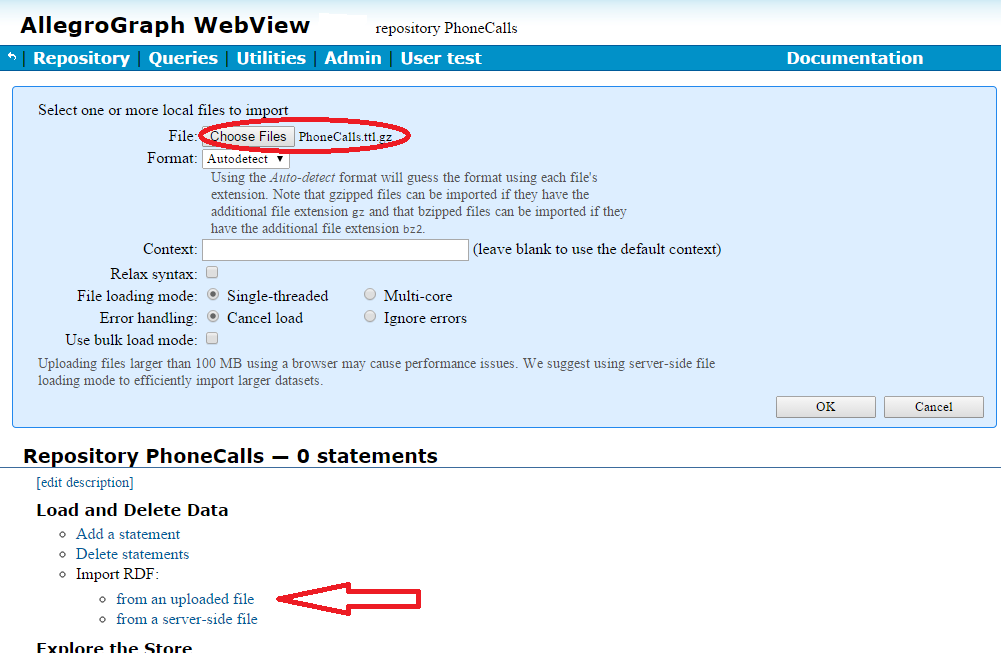 AllegroGraph WebView repository PhoneCalls
Repository | Queries | Utilities | Admin | User test Documentation
Select one or more local files to import
File: Choose Files PhoneCalls.ttl.gz
Format: Autodetect
Using the Auto-detect format will guess the format using each file's
extension. Note that gzipped files can be imported if they have the
additional file extension gz and that bzipped files can be imported if they
have the additional file extension bz2.
Context: (leave blank to use the default context)
Relax syntax:
File loading mode: Single-threaded Multi-core
Error handling: Cancel load Ignore errors
Use bulk load mode:
Uploading files larger than 100 MB using a browser may cause performance issues. We suggest using server-side file
loading mode to efficiently import larger datasets.
OK Cancel
Repository PhoneCalls — 0 statements
[edit description]
Load and Delete Data
Add a statement
Delete statements
Import RDF:
from an uploaded file
from a server-side file
Explore the Store